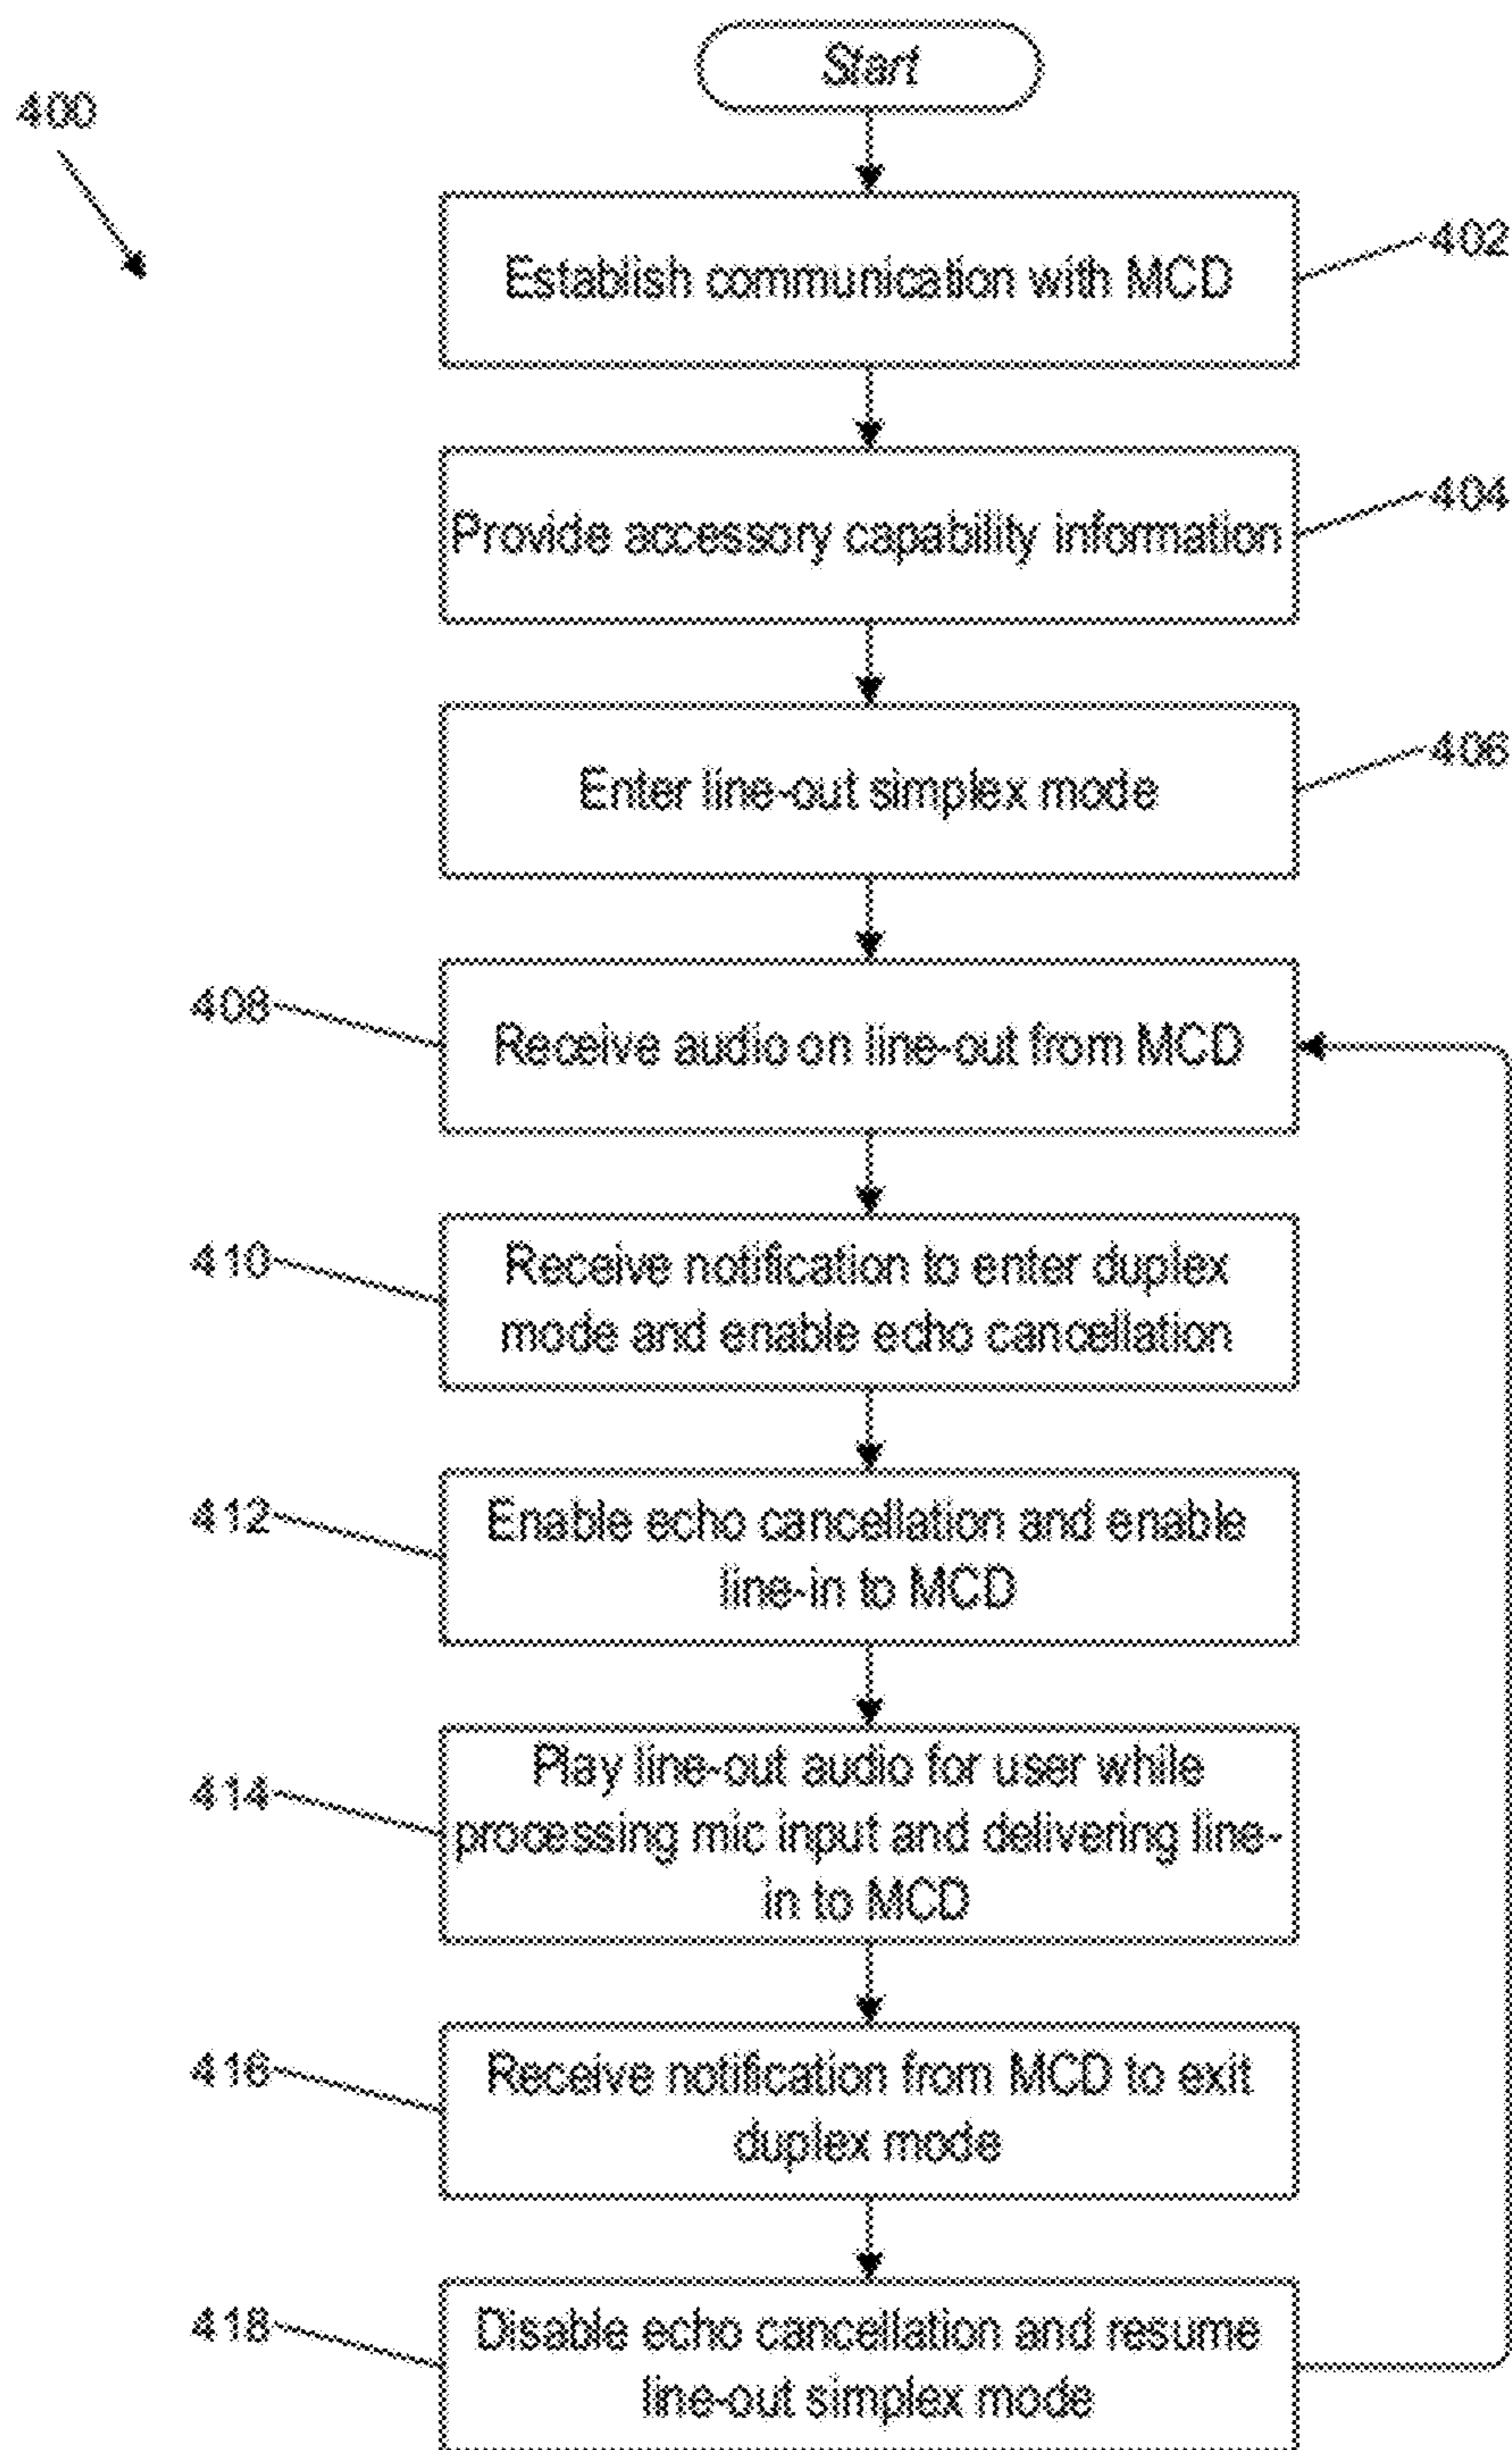 Start
400
Establish communication with MCD
402
Provide accessory capability information
404
Enter line-out simplex mode
406
408
Receive audio on line-out from MCD
410
Receive notification to enter duplex
mode and enable echo cancellation
412
Enable echo cancellation and enable
line-in to MCD
414
Play line-out audio for user while
processing mic input and delivering line-
in to MCD
416
Receive notification from MCD to exit
duplex mode
418
Disable echo cancellation and resume
line-out simplex mode